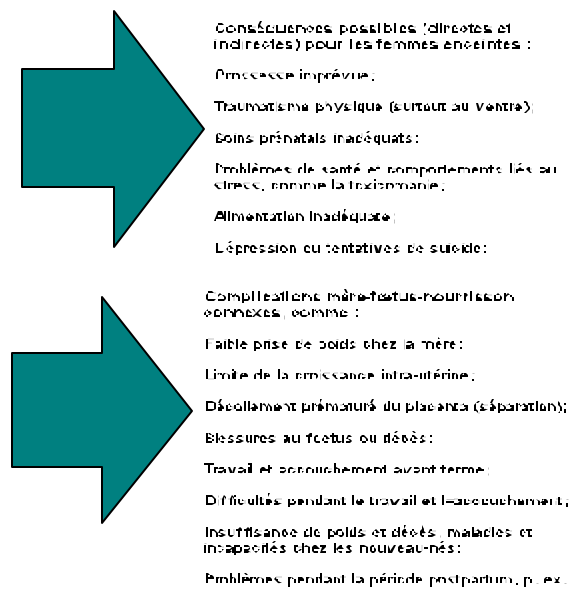 Conséquences possibles (directes et
indirectes) pour les femmes enceintes :
Grossesse imprévue;
Traumatisme physique (surtout au ventre);
Soins prénatals inadéquats;
Problèmes de santé et comportements liés au
stress, comme la toxicomanie;
Alimentation inadéquate;
Dépression ou tentatives de suicide;
Complications mère-fœtus-nourrisson
connexes, comme :
Faible prise de poids chez la mère;
Limite de la croissance intra-utérine;
Décollement prématuré du placenta (séparation);
Blessures au fœtus ou décès;
Travail et accouchement avant terme;
Difficultés pendant le travail et l=accouchement;
Insuffisance de poids et décès, maladies et
incapacités chez les nouveau-nés;
Problèmes pendant la période postpartum, p. ex.